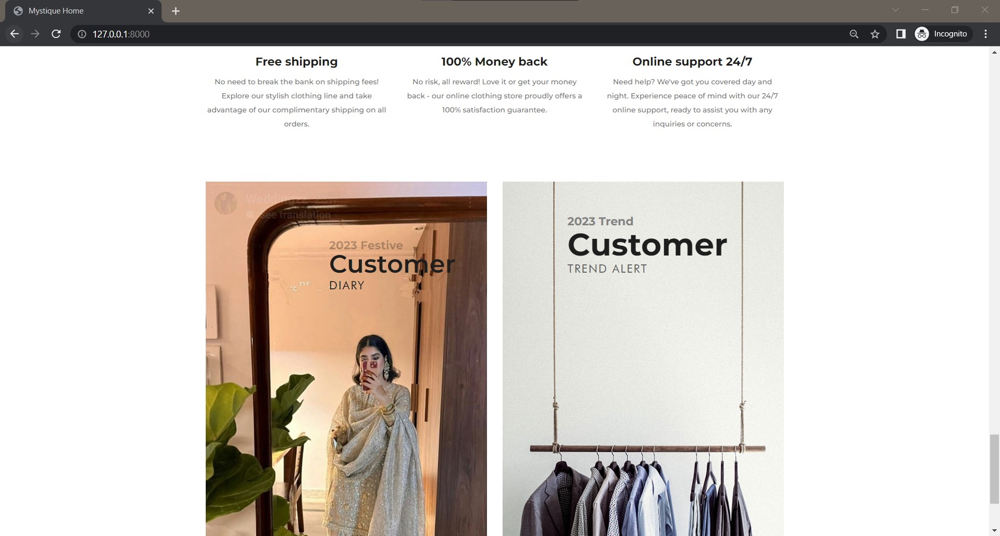 Mystique Home
127.0.0.1:8000
Incognito
Free shipping
No need to break the bank on shipping fees!
Explore our stylish clothing line and take
advantage of our complimentary shipping on all
orders.
100% Money back
No risk, all reward! Love it or get your money
back - our online clothing store proudly offers a
100% satisfaction guarantee.
Online support 24/7
Need help? We've got you covered day and
night. Experience peace of mind with our 24/7
online support, ready to assist you with any
inquiries or concerns.
See translation
2023 Festive
Customer
DIARY
2023 Trend
Customer
TREND ALERT